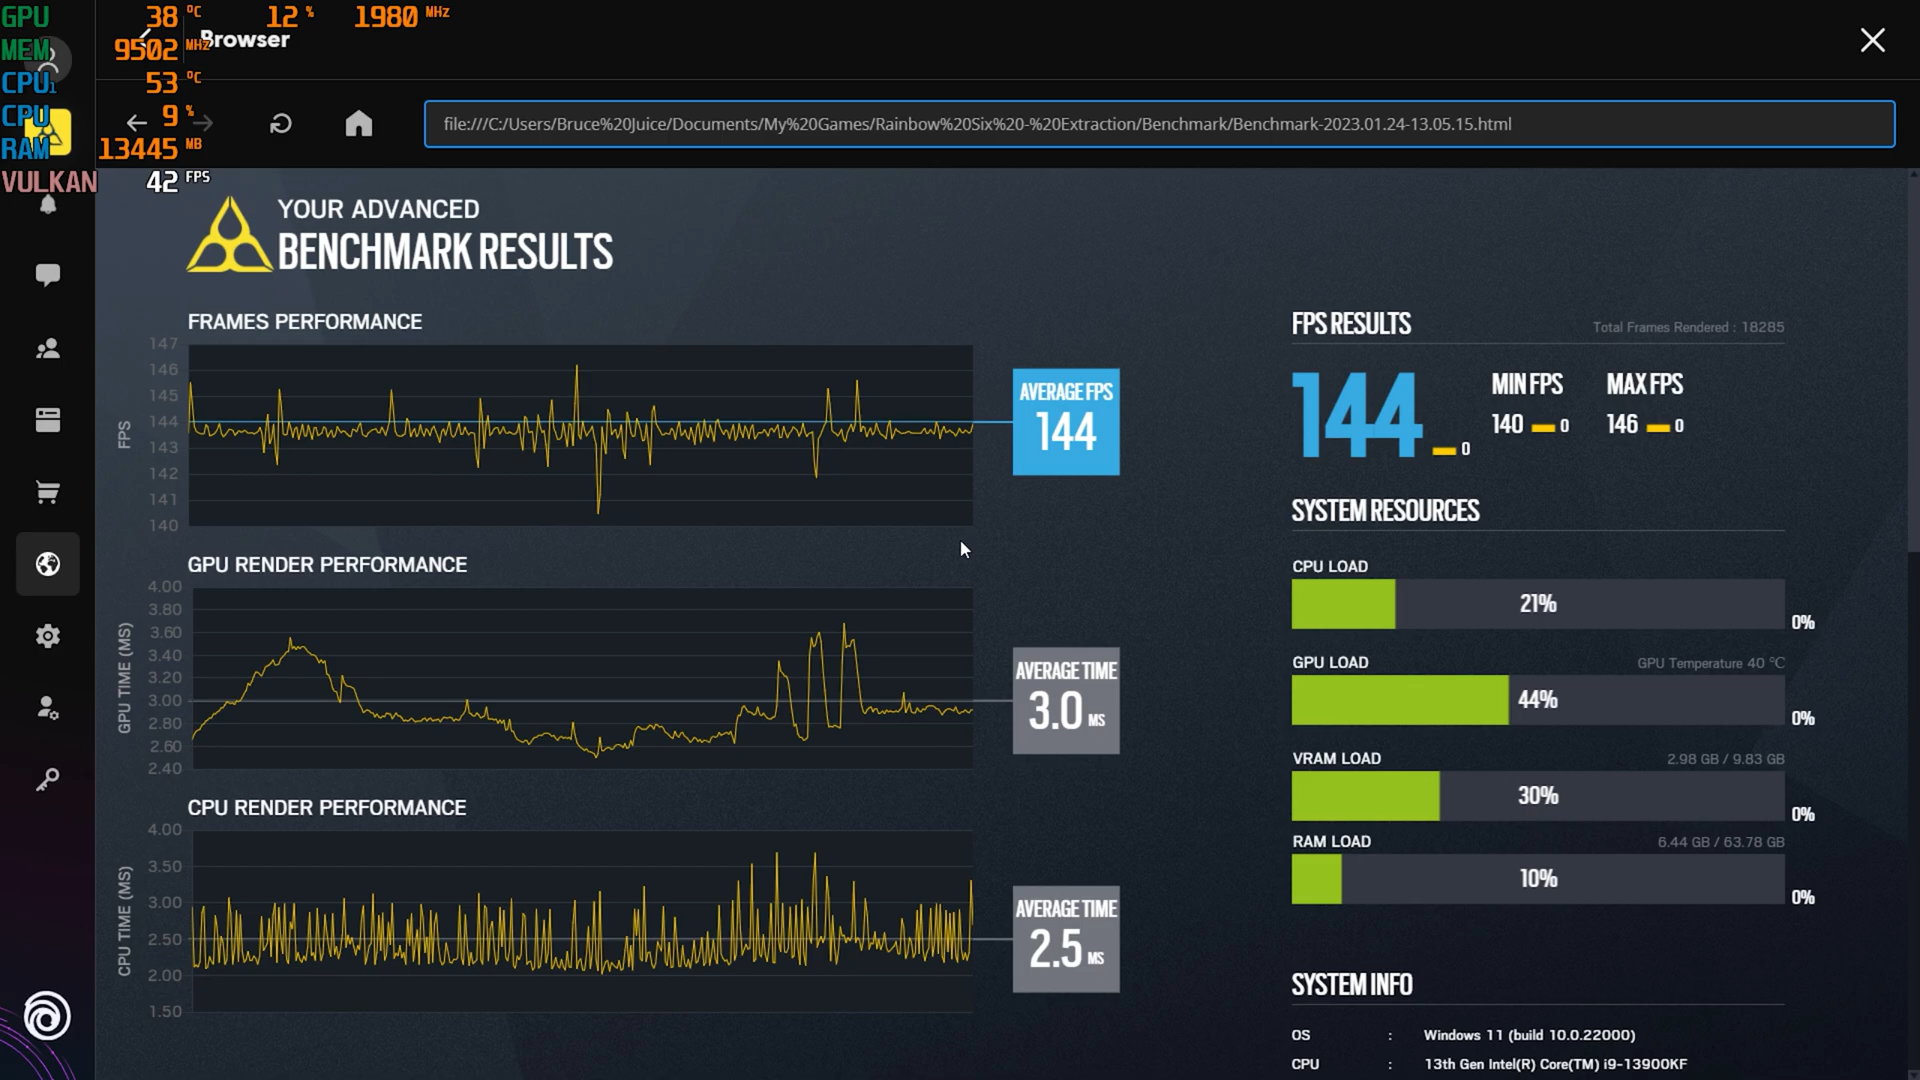 GPU 38 °C 12 % 1980 MHz
MEM 9502 MHz
Browser
CPU1 53 °C
CPU 9 %
RAM 13445 MB
VULKAN 42 FPS
file:///C:/Users/Bruce%20Juice/Documents/My%20Games/Rainbow%20Six%20-%20Extraction/Benchmark/Benchmark-2023.01.24-13.05.15.html
YOUR ADVANCED
BENCHMARK RESULTS
FRAMES PERFORMANCE
147
146
145
144
143
142
141
140
FPS
AVERAGE FPS
144
GPU RENDER PERFORMANCE
4.00
3.80
3.60
3.40
3.20
3.00
2.80
2.60
2.40
GPU TIME (MS)
AVERAGE TIME
3.0 MS
CPU RENDER PERFORMANCE
4.00
3.50
3.00
2.50
2.00
1.50
CPU TIME (MS)
AVERAGE TIME
2.5 MS
FPS RESULTS
Total Frames Rendered : 18285
144 0
MIN FPS
140 0
MAX FPS
146 0
SYSTEM RESOURCES
CPU LOAD
21%
0%
GPU LOAD
GPU Temperature 40 °C
44%
0%
VRAM LOAD
2.98 GB / 9.83 GB
30%
0%
RAM LOAD
6.44 GB / 63.78 GB
10%
0%
SYSTEM INFO
OS : Windows 11 (build 10.0.22000)
CPU : 13th Gen Intel(R) Core(TM) i9-13900KF